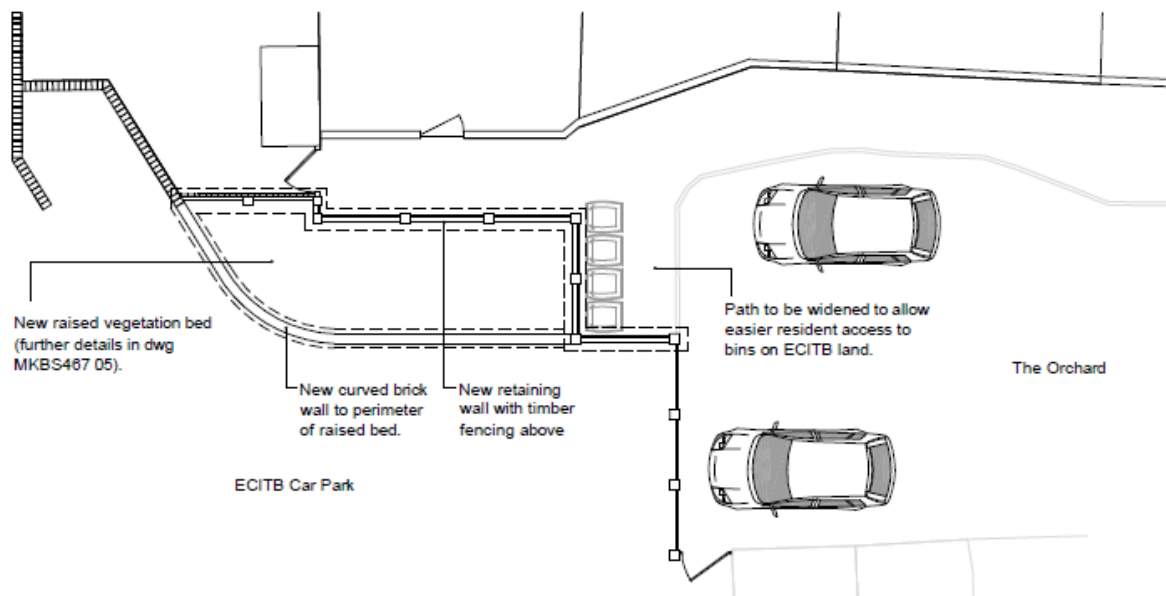 New raised vegetation bed
(further details in dwg
MKBS467 05).
New curved brick
wall to perimeter
of raised bed.
New retaining
wall with timber
fencing above
Path to be widened to allow
easier resident access to
bins on ECITB land.
The Orchard
ECITB Car Park